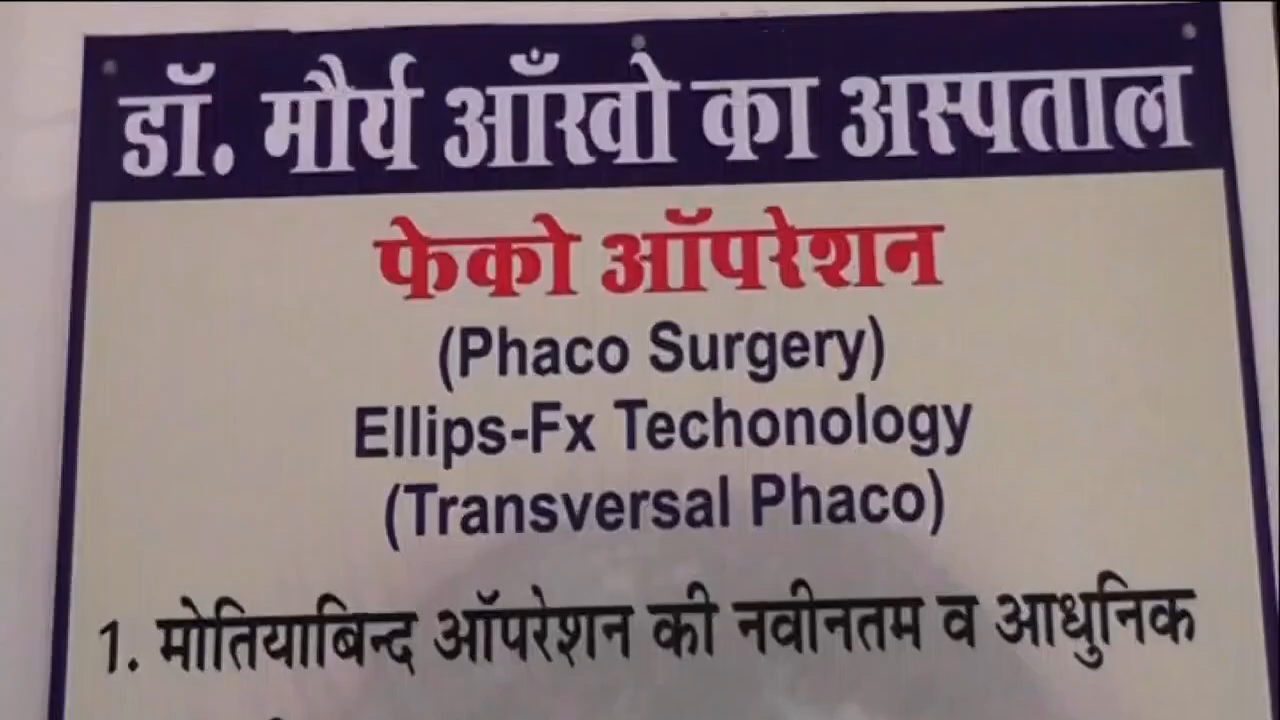 डॉ. मौर्य आँखो का अस्पताल
फेको ऑपरेशन
(Phaco Surgery)
Ellips-Fx Techonology
(Transversal Phaco)
1. मोतियाबिन्द ऑपरेशन की नवीनतम व आधुनिक